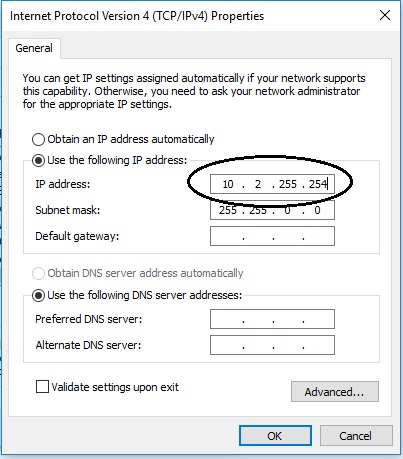 Internet Protocol Version 4 (TCP/IPv4) Properties
General
You can get IP settings assigned automatically if your network supports
this capability. Otherwise, you need to ask your network administrator
for the appropriate IP settings.
Obtain an IP address automatically
Use the following IP address:
IP address: 10 . 2 . 255 . 254
Subnet mask: 255 . 255 . 0 . 0
Default gateway: . . .
Obtain DNS server address automatically
Use the following DNS server addresses:
Preferred DNS server: . . .
Alternate DNS server: . . .
Validate settings upon exit
Advanced...
OK Cancel